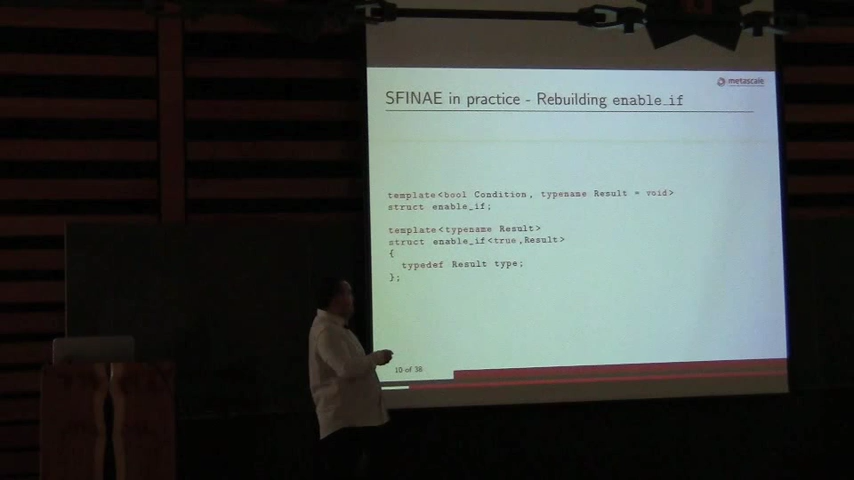 metascale
SFINAE in practice - Rebuilding enable_if
template<bool Condition, typename Result = void>
struct enable_if;
template<typename Result>
struct enable_if<true,Result>
{
typedef Result type;
};
10 of 38